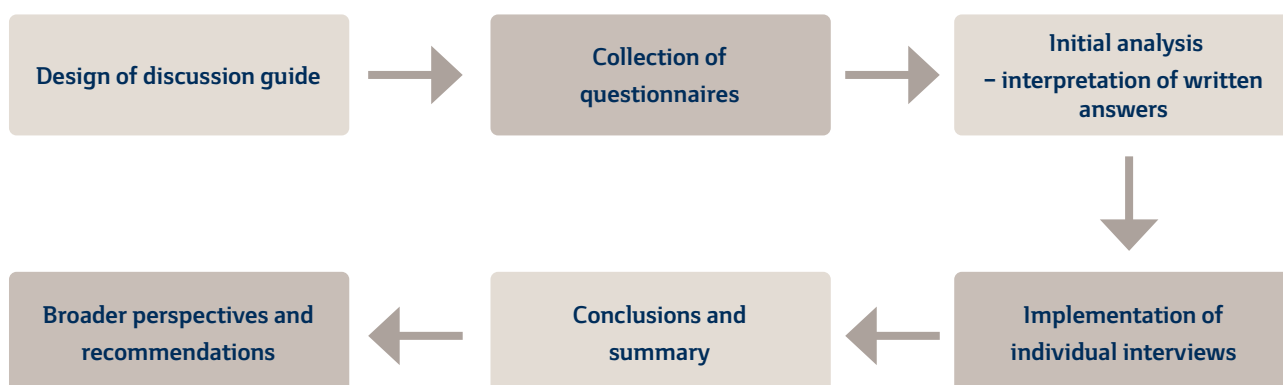 Design of discussion guide
Collection of
questionnaires
Initial analysis
– interpretation of written
answers
Implementation of
individual interviews
Conclusions and
summary
Broader perspectives and
recommendations